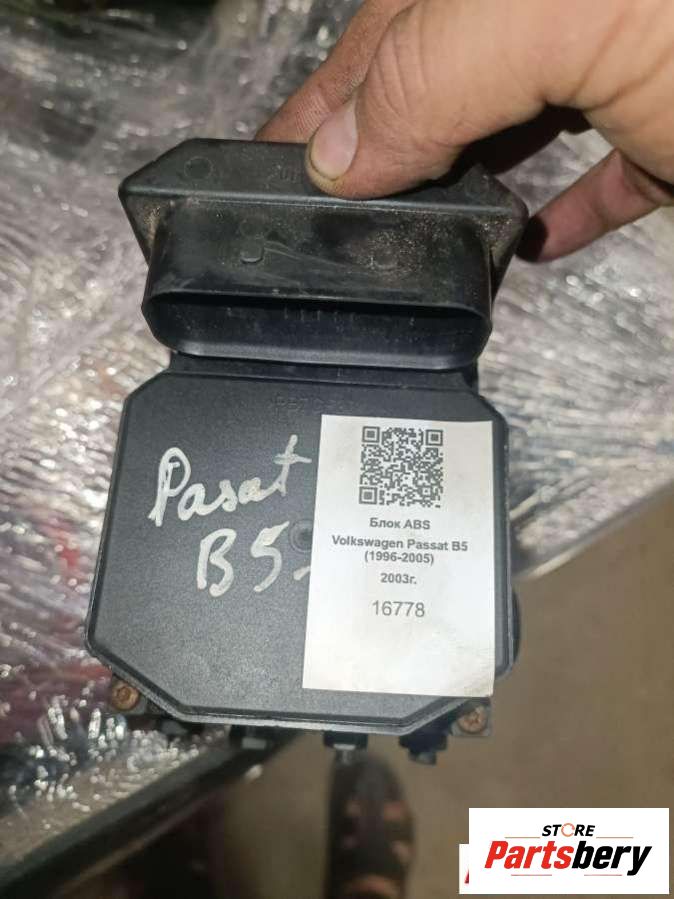 Pasat
B5
Блок ABS
Volkswagen Passat B5
(1996-2005)
2003г.
16778
STORE
Partsbery